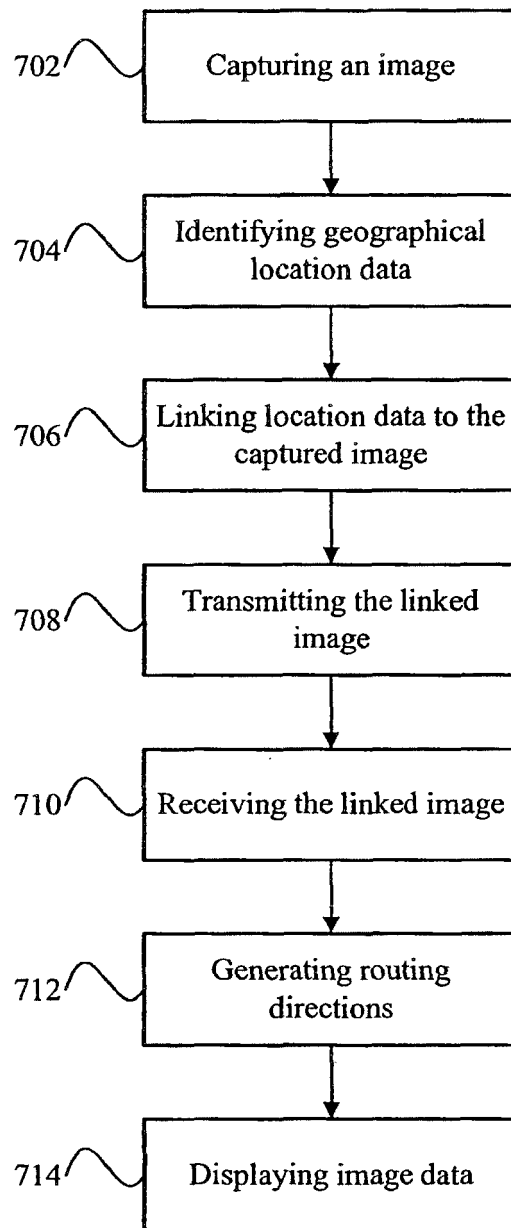 702 Capturing an image
704 Identifying geographical
location data
706 Linking location data to the
captured image
708 Transmitting the linked
image
710 Receiving the linked image
712 Generating routing
directions
714 Displaying image data